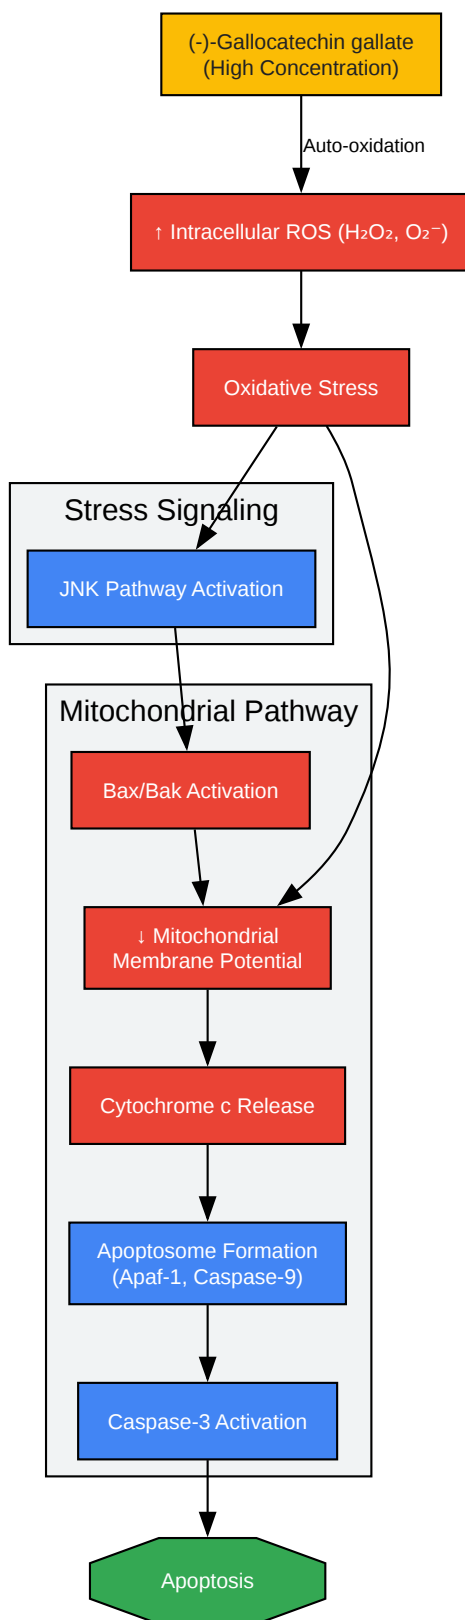 (-)-Gallocatechin gallate
(High Concentration)
Auto-oxidation
↑ Intracellular ROS (H₂O₂, O₂⁻)
Oxidative Stress
Stress Signaling
JNK Pathway Activation
Mitochondrial Pathway
Bax/Bak Activation
↓ Mitochondrial
Membrane Potential
Cytochrome c Release
Apoptosome Formation
(Apaf-1, Caspase-9)
Caspase-3 Activation
Apoptosis